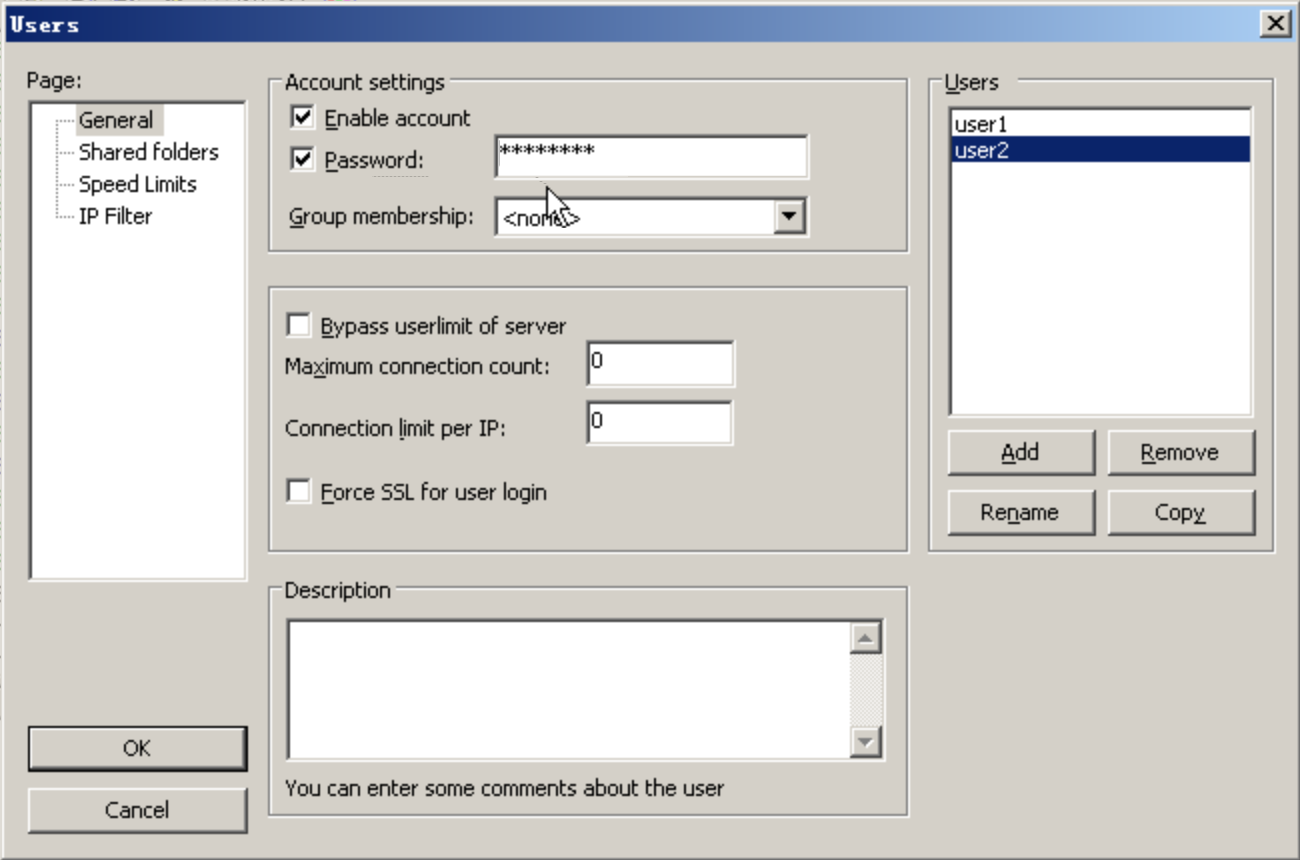 Users
Page:
General
Shared folders
Speed Limits
IP Filter
OK
Cancel
Account settings
Enable account
Password:
********
Group membership:
<none>
Bypass userlimit of server
Maximum connection count:
0
Connection limit per IP:
0
Force SSL for user login
Description
You can enter some comments about the user
Users
user1
user2
Add
Remove
Rename
Copy